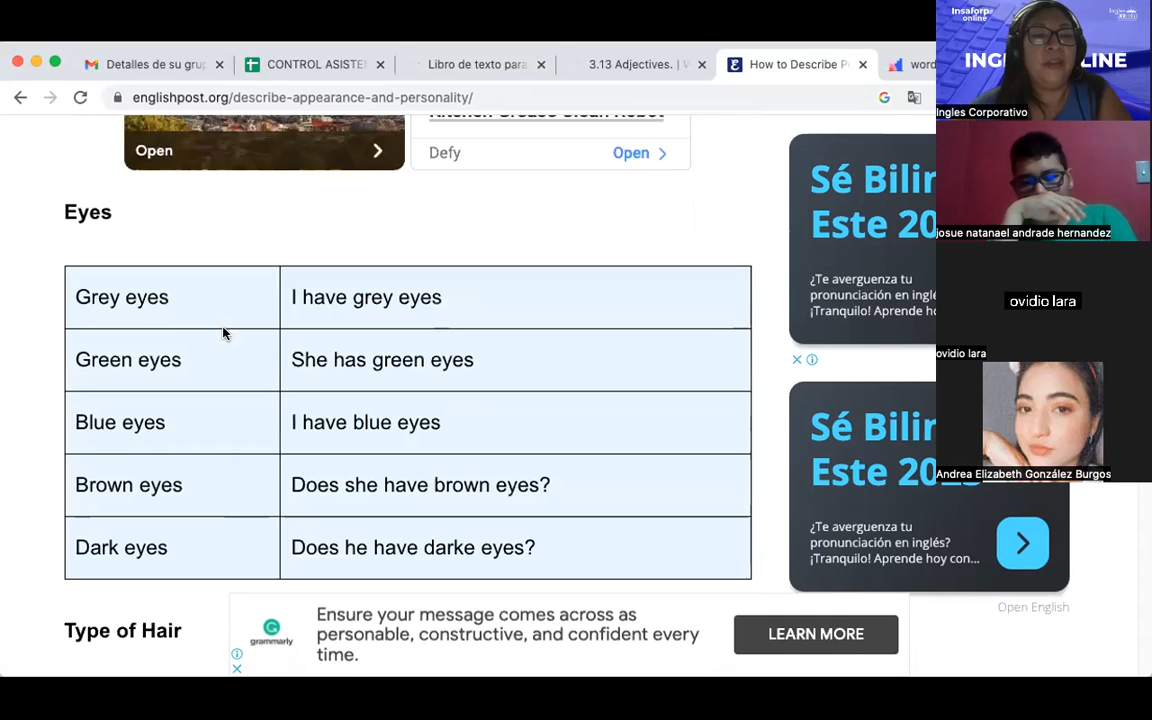 Detalles de su gru
CONTROL ASISTE
Libro de texto para
3.13 Adjectives. | W
How to Describe P
word
englishpost.org/describe-appearance-and-personality/
Open
Defy
Open
Eyes
Grey eyes
I have grey eyes
Green eyes
She has green eyes
Blue eyes
I have blue eyes
Brown eyes
Does she have brown eyes?
Dark eyes
Does he have darke eyes?
Type of Hair
grammarly
Ensure your message comes across as
personable, constructive, and confident every
time.
LEARN MORE
Sé Bilin
Este 20
¿Te averguenza tu
pronunciación en inglé
¡Tranquilo! Aprende ho
Sé Bilin
Este 20
¿Te averguenza tu
pronunciación en inglés?
¡Tranquilo! Aprende hoy con...
Open English
Insaforp
online
ING
LINE
Ingles Corporativo
josue natanael andrade hernandez
ovidio lara
ovidio lara
Andrea Elizabeth González Burgos